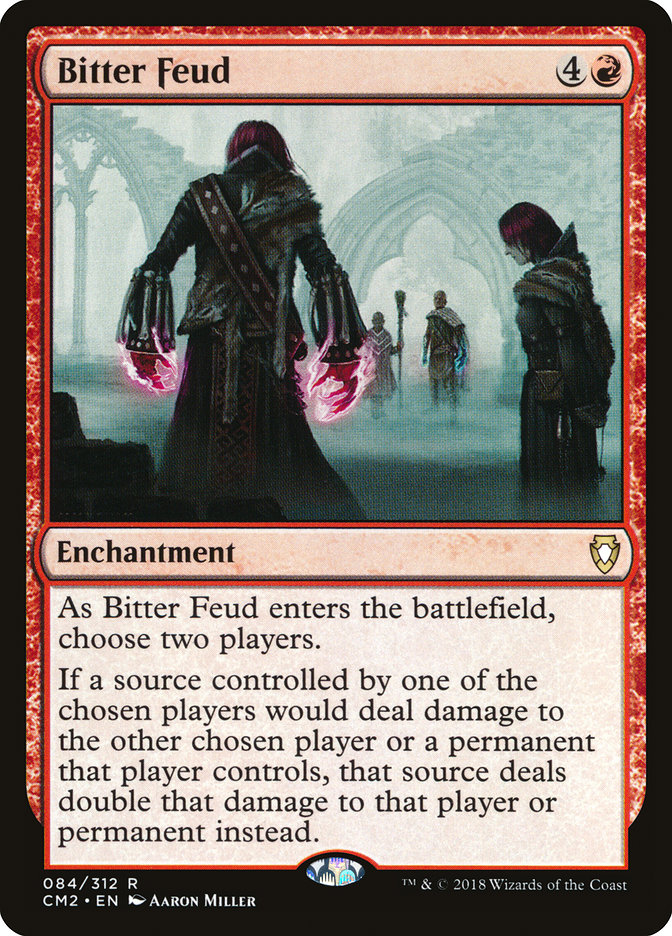 Bitter Feud 4
Enchantment
As Bitter Feud enters the battlefield,
choose two players.
If a source controlled by one of the
chosen players would deal damage to
the other chosen player or a permanent
that player controls, that source deals
double that damage to that player or
permanent instead.
084/312 R
™ & © 2018 Wizards of the Coast
CM2 • EN Aaron Miller